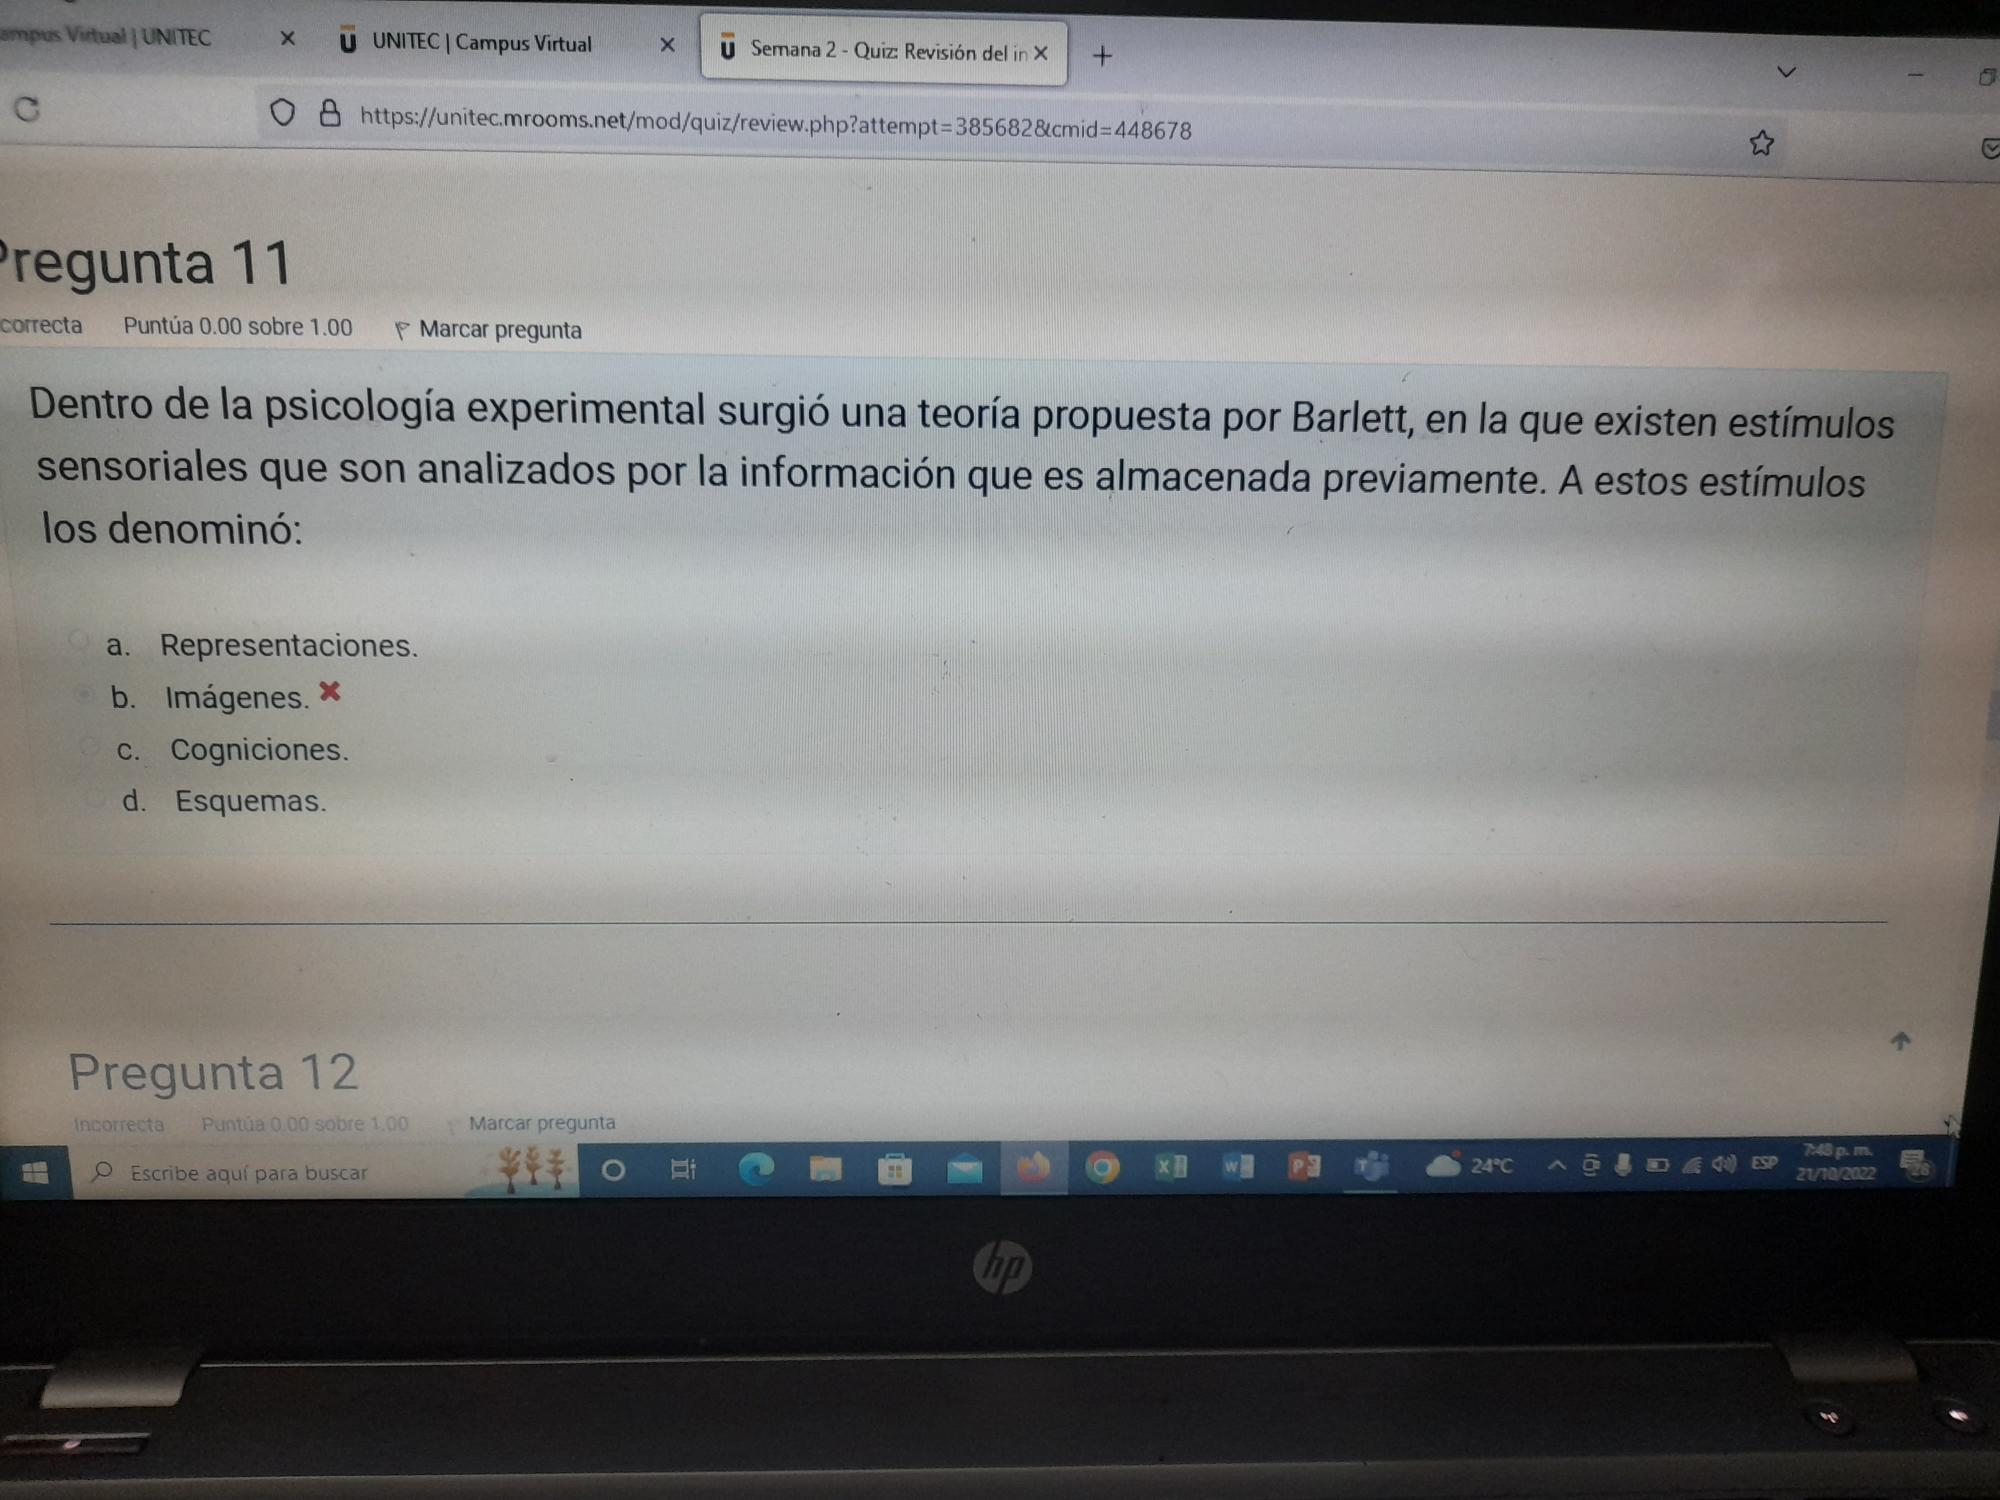 ampus Virtual | UNITEC
UNITEC | Campus Virtual
Semana 2 - Quiz: Revisión del in
https://unitec.mrooms.net/mod/quiz/review.php?attempt=385682&cmid=448678
Pregunta 11
correcta Puntúa 0.00 sobre 1.00 Marcar pregunta
Dentro de la psicología experimental surgió una teoría propuesta por Barlett, en la que existen estímulos
sensoriales que son analizados por la información que es almacenada previamente. A estos estímulos
los denominó:
a. Representaciones.
b. Imágenes.
c. Cogniciones.
d. Esquemas.
Pregunta 12
Incorrecta Puntúa 0.00 sobre 1.00 Marcar pregunta
Escribe aquí para buscar
24°C
ESP
7:48 p. m.
21/10/2022
28
hp